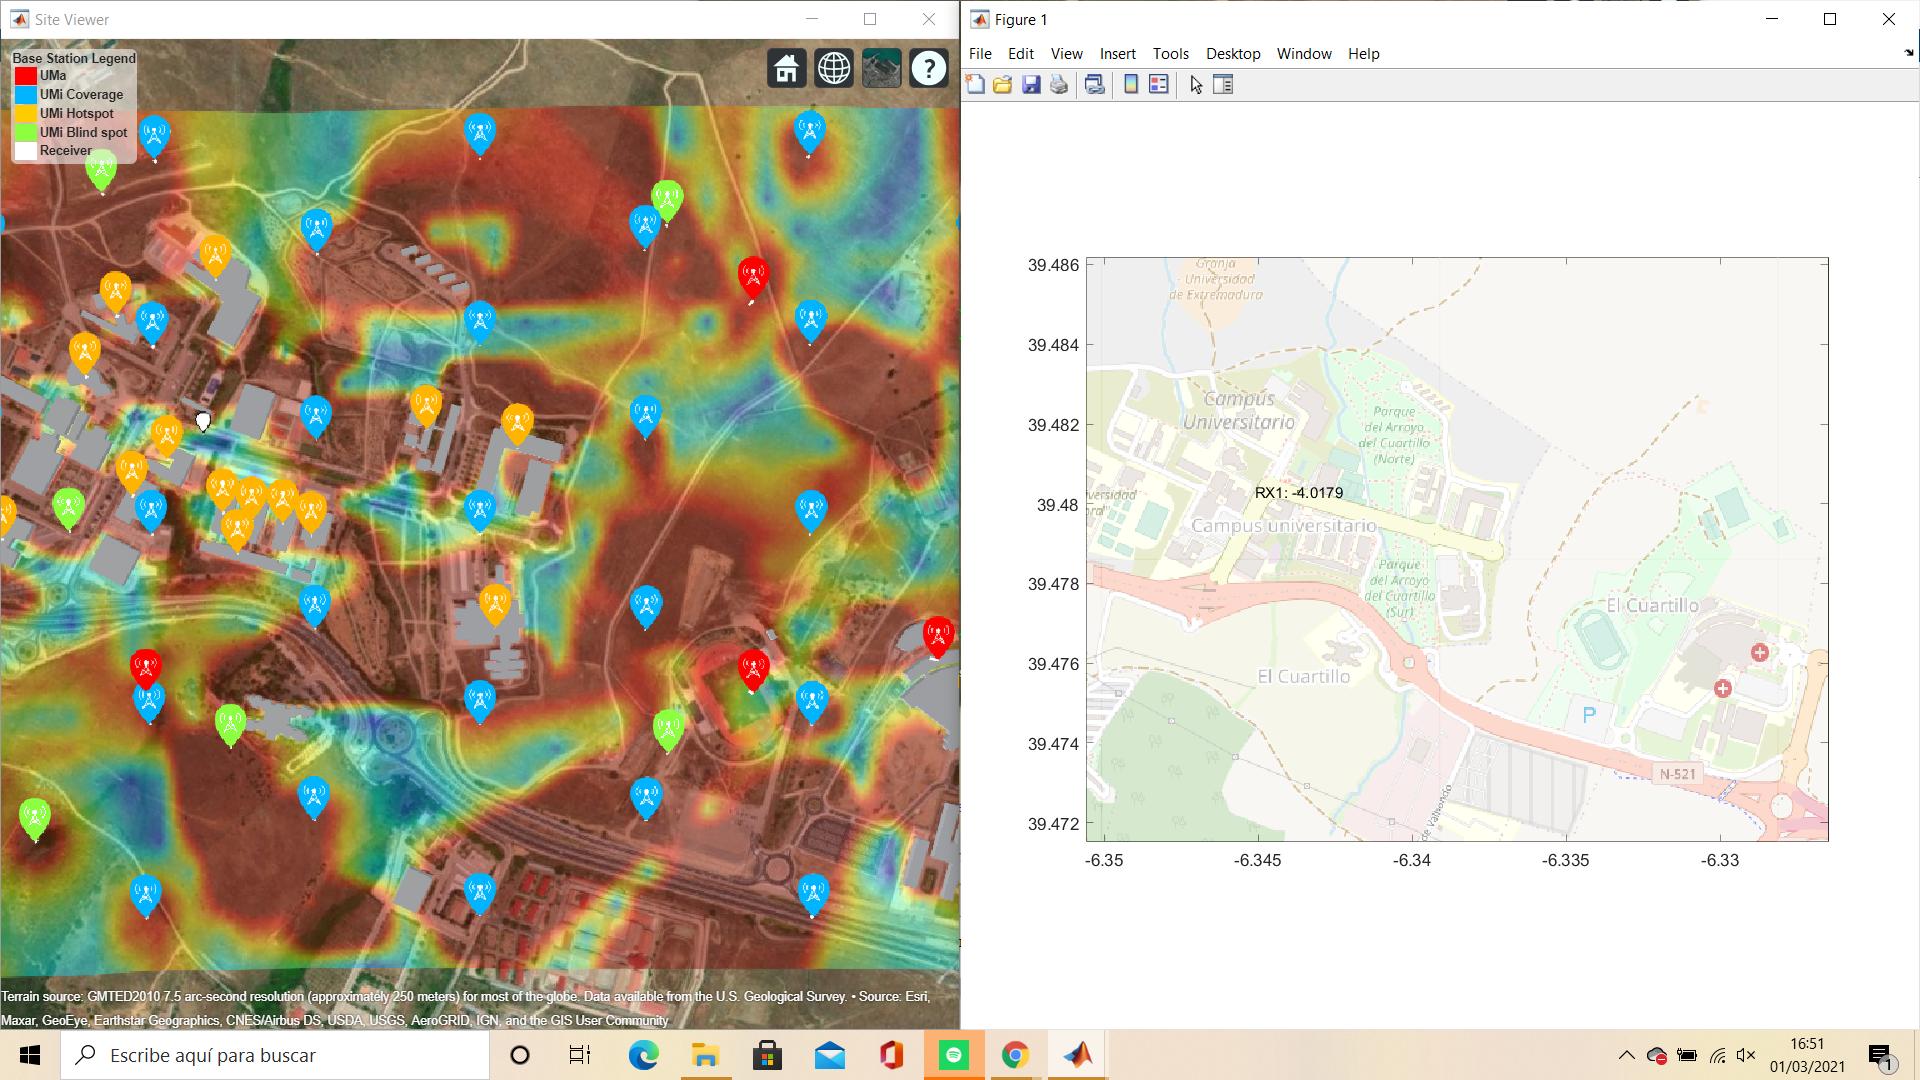 Site Viewer
Base Station Legend
UMa
UMi Coverage
UMi Hotspot
UMi Blind spot
Receiver
?
Terrain source: GMTED2010 7.5 arc-second resolution (approximately 250 meters) for most of the globe. Data available from the U.S. Geological Survey. • Source: Esri,
Maxar, GeoEye, Earthstar Geographics, CNES/Airbus DS, USDA, USGS, AeroGRID, IGN, and the GIS User Community
Figure 1
File Edit View Insert Tools Desktop Window Help
39.486
39.484
39.482
39.48
39.478
39.476
39.474
39.472
-6.35 -6.345 -6.34 -6.335 -6.33
Granja
Universidad
de Extremadura
Campus
Universitario
Parque
del Arroyo
del Cuartillo
(Norte)
RX1: -4.0179
Campus universitario
Parque
del Arroyo
del Cuartillo
(Sur)
El Cuartillo
El Cuartillo
P
N-521
Escribe aquí para buscar
16:51
01/03/2021
1